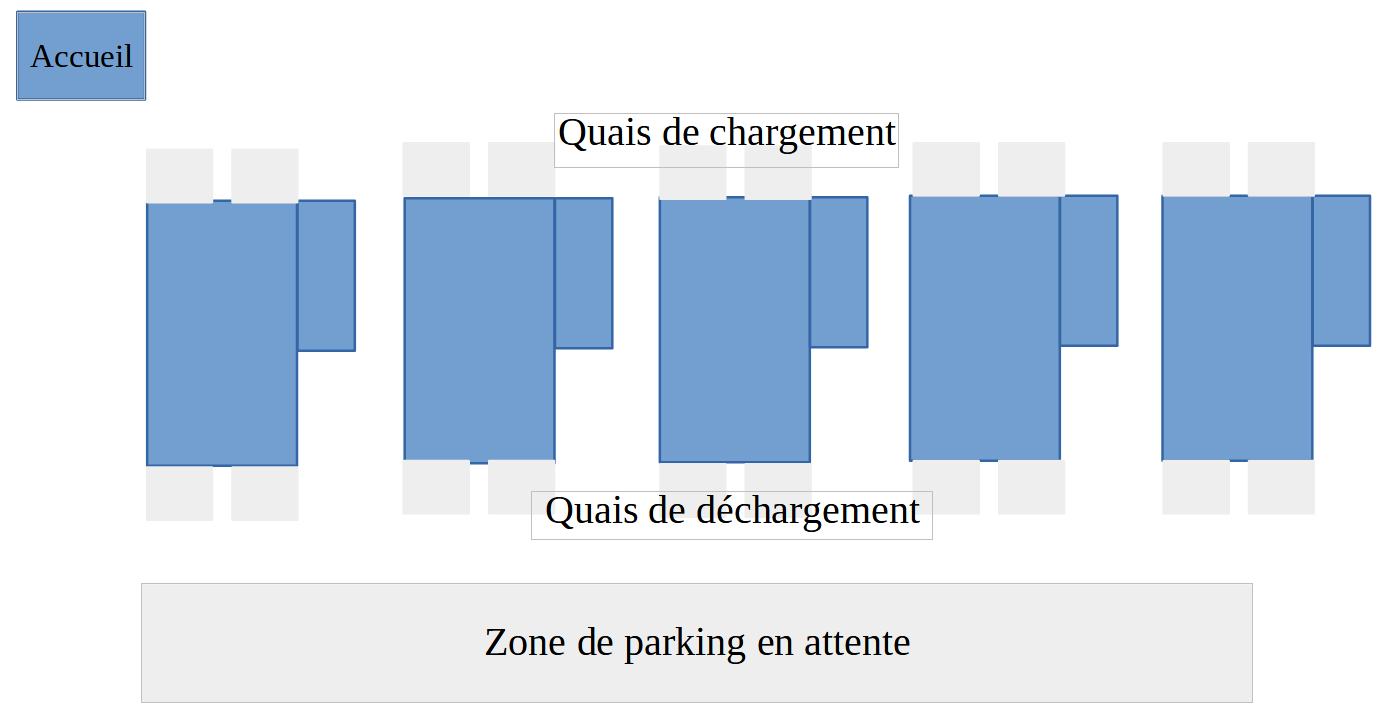 Accueil
Quais de chargement
Quais de déchargement
Zone de parking en attente